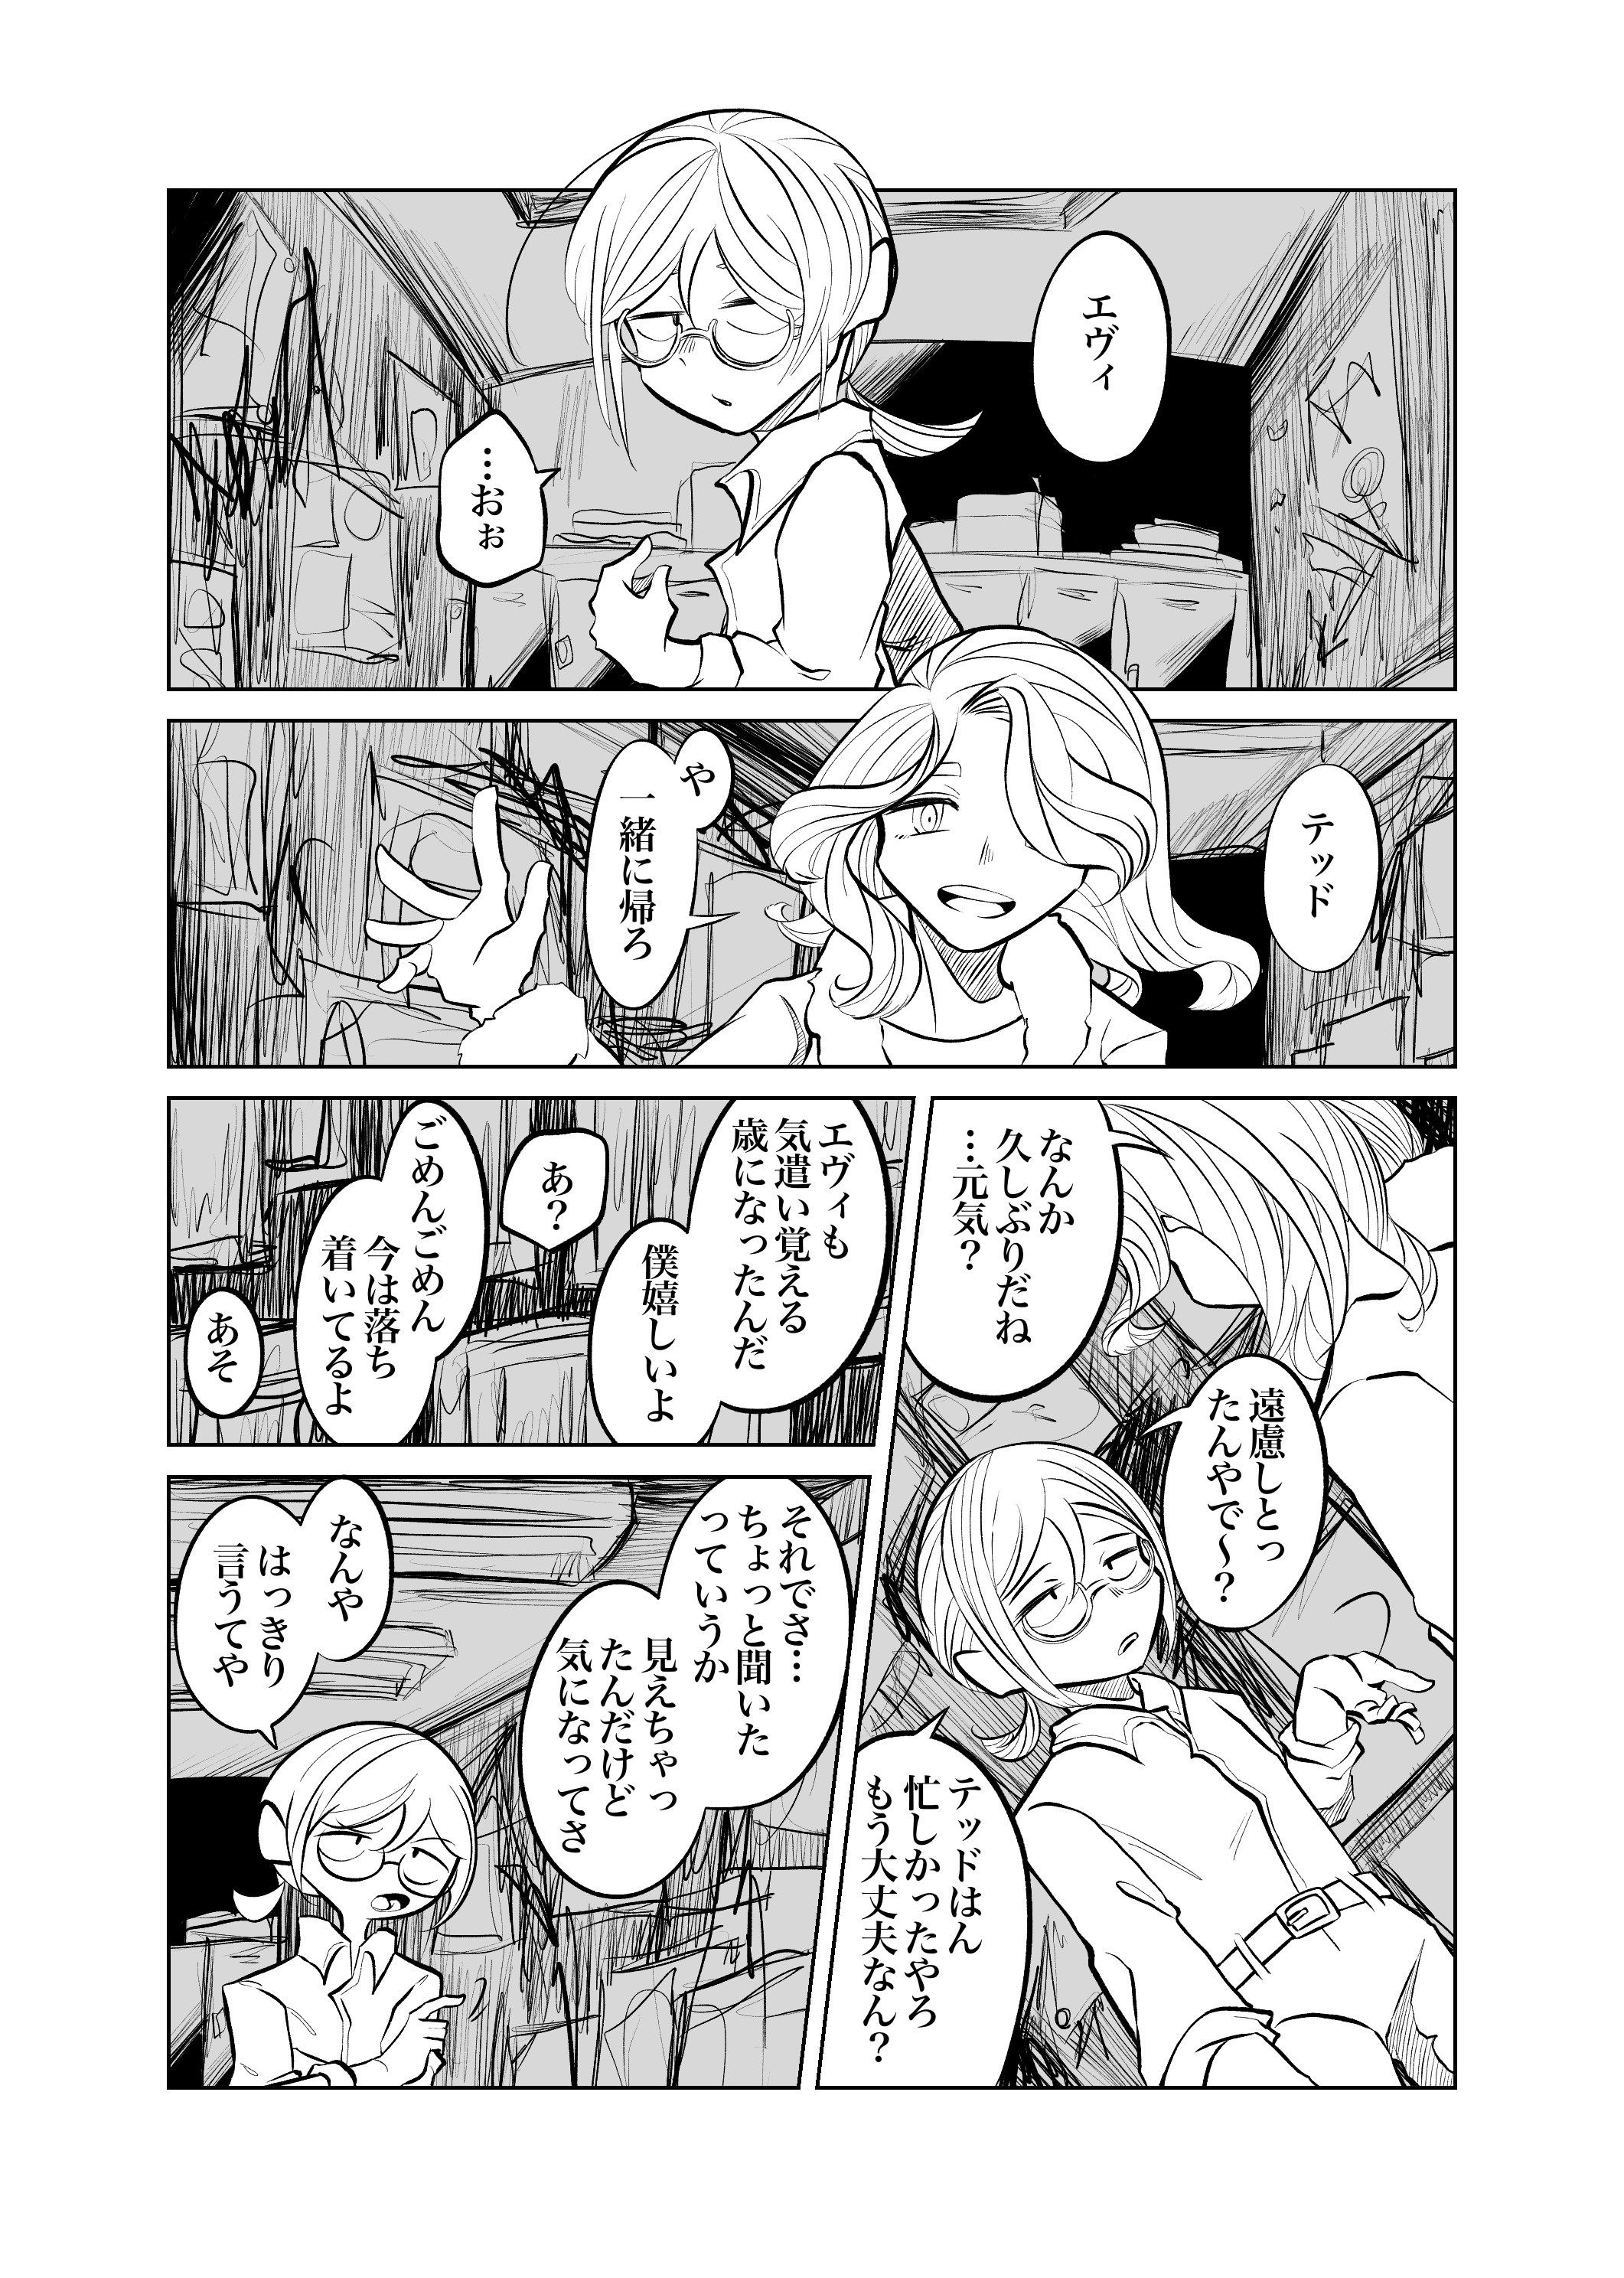 エヴィ
…おぉ
テッド
や
一緒に帰ろ
なんか
久しぶりだね
…元気？
遠慮しとっ
たんやで〜？
テッドはん
忙しかったやろ
もう大丈夫なん？
エヴィも
気遣い覚える
歳になったんだ
僕嬉しいよ
あ？
ごめんごめん
今は落ち
着いてるよ
あそ
それでさ…
ちょっと聞いた
っていうか
見えちゃっ
たんだけど
気になってさ
なんや
はっきり
言うてや